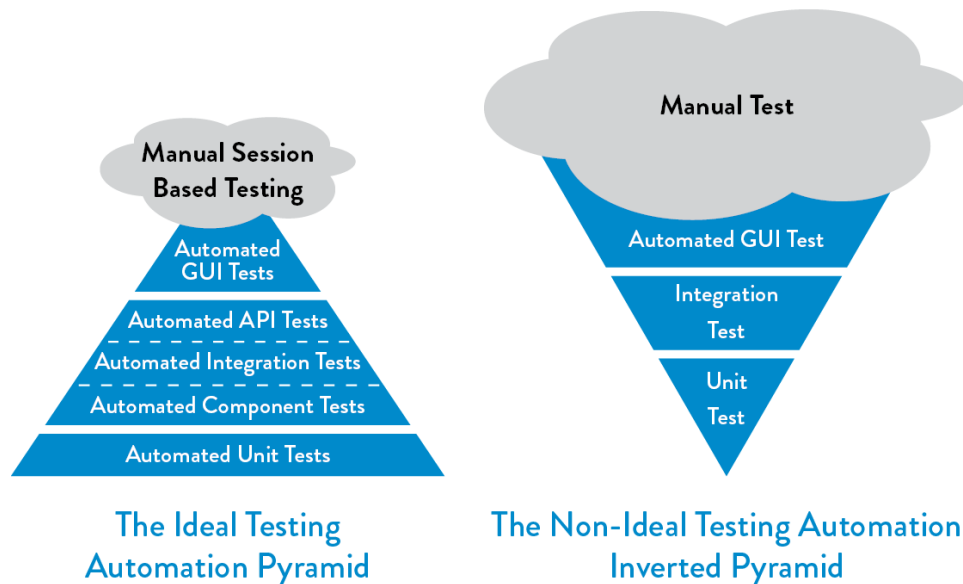 Manual Session
Based Testing
Automated
GUI Tests
Automated API Tests
Automated Integration Tests
Automated Component Tests
Automated Unit Tests
The Ideal Testing
Automation Pyramid
Manual Test
Automated GUI Test
Integration
Test
Unit
Test
The Non-Ideal Testing Automation
Inverted Pyramid